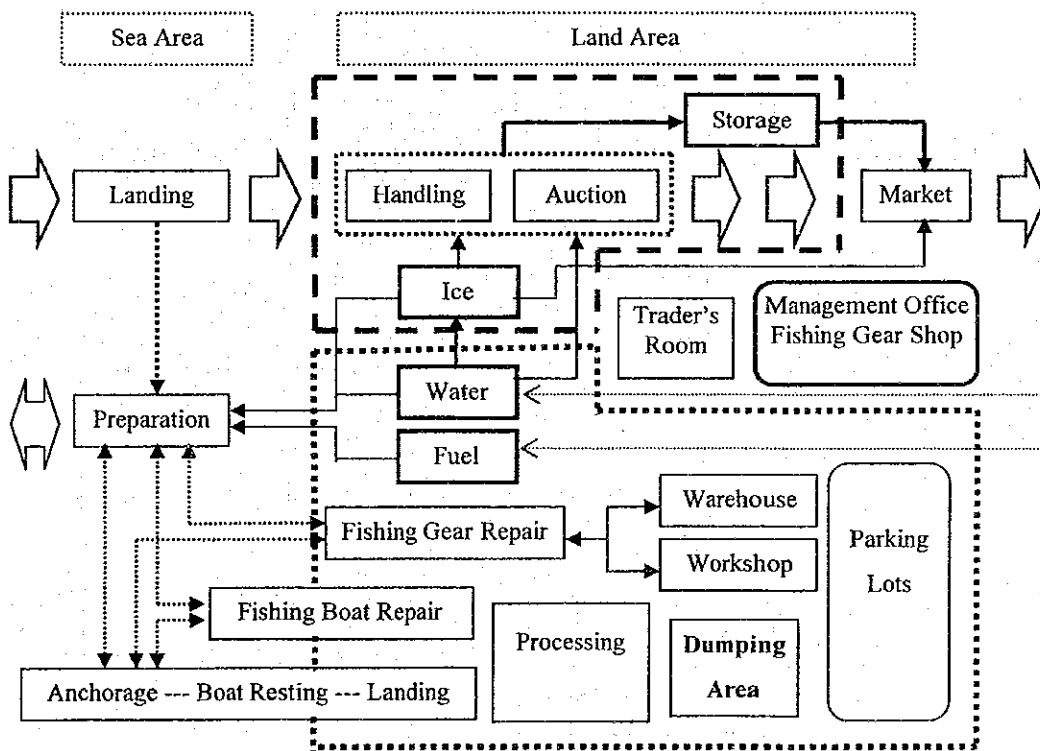 Sea Area
Land Area
Storage
Landing
Handling
Auction
Market
Ice
Trader's
Room
Management Office
Fishing Gear Shop
Water
Preparation
Fuel
Warehouse
Fishing Gear Repair
Workshop
Parking
Lots
Fishing Boat Repair
Processing
Dumping
Area
Anchorage --- Boat Resting --- Landing